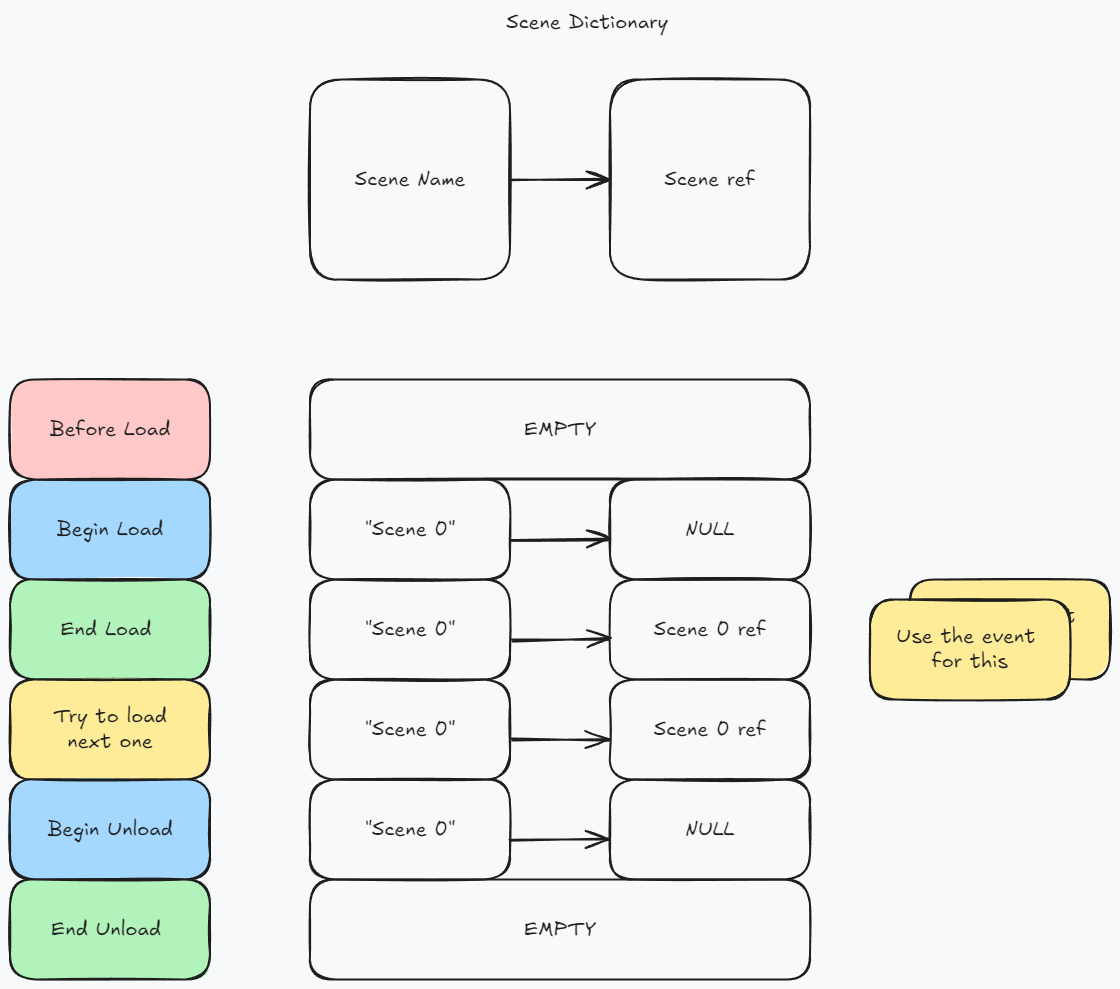 Scene Dictionary
Scene Name
Scene ref
Before Load
EMPTY
Begin Load
"Scene 0"
NULL
End Load
"Scene 0"
Scene 0 ref
Use the event
for this
Try to load
next one
"Scene 0"
Scene 0 ref
Begin Unload
"Scene 0"
NULL
End Unload
EMPTY